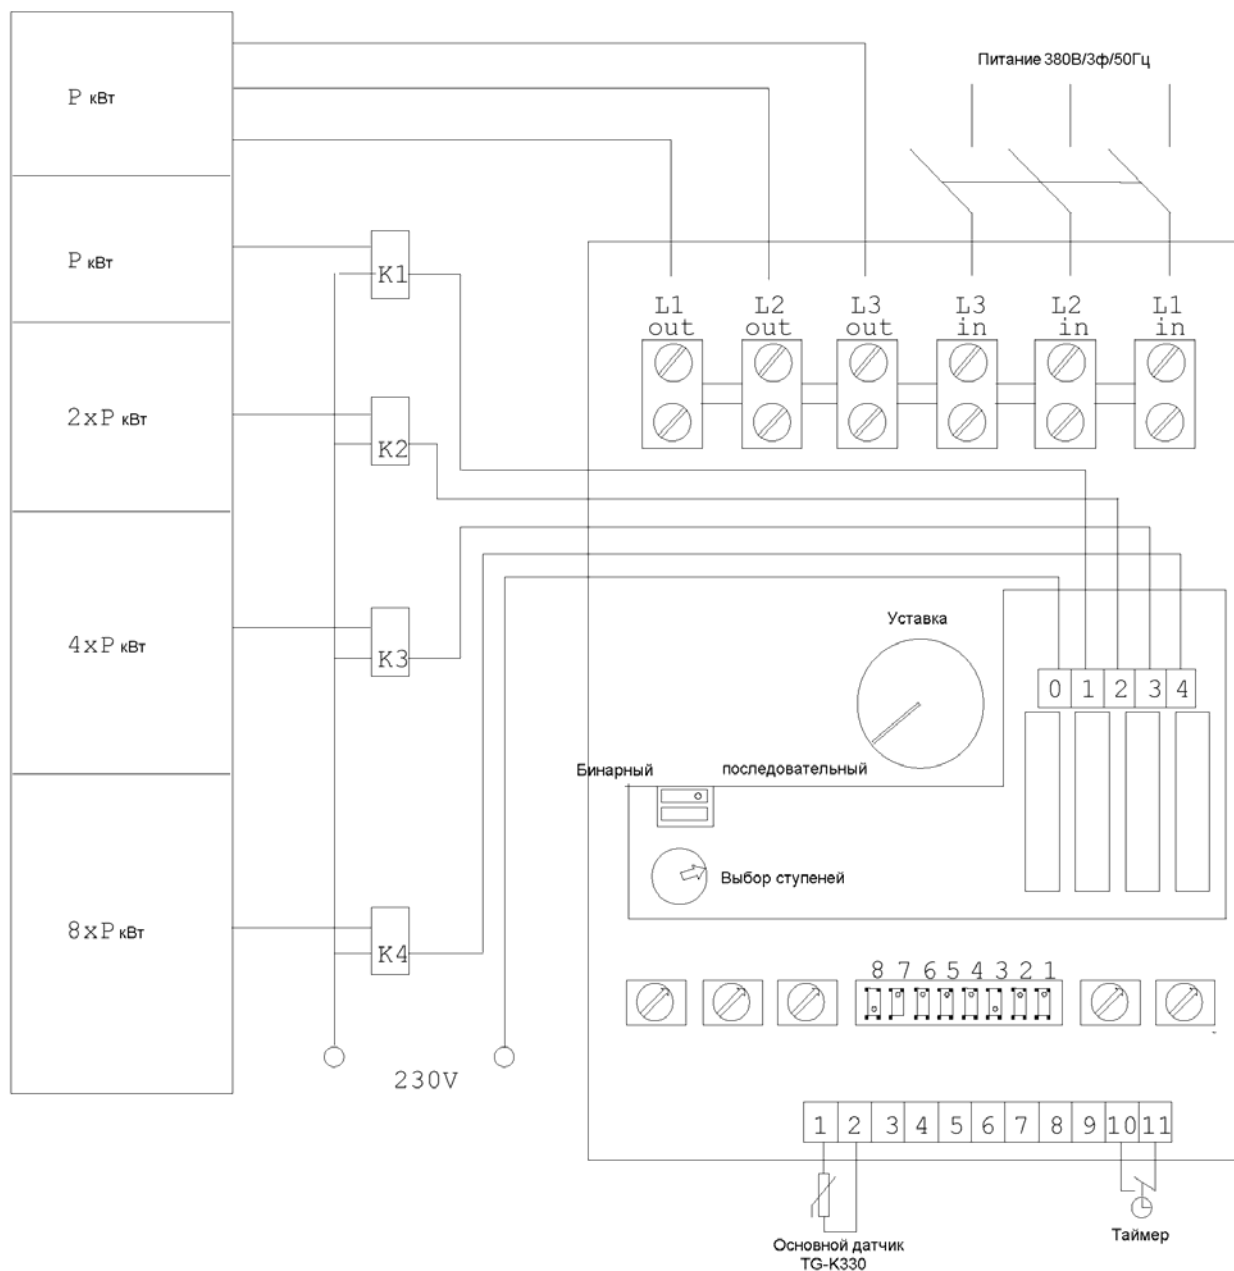 Питание 380В/3ф/50Гц
P кВт
P кВт
K1
L1 out
L2 out
L3 out
L3 in
L2 in
L1 in
2xP кВт
K2
Уставка
4xP кВт
K3
0 1 2 3 4
Бинарный
последовательный
Выбор ступеней
8xP кВт
K4
8 7 6 5 4 3 2 1
230V
1 2 3 4 5 6 7 8 9 10 11
Основной датчик
TG-K330
Таймер